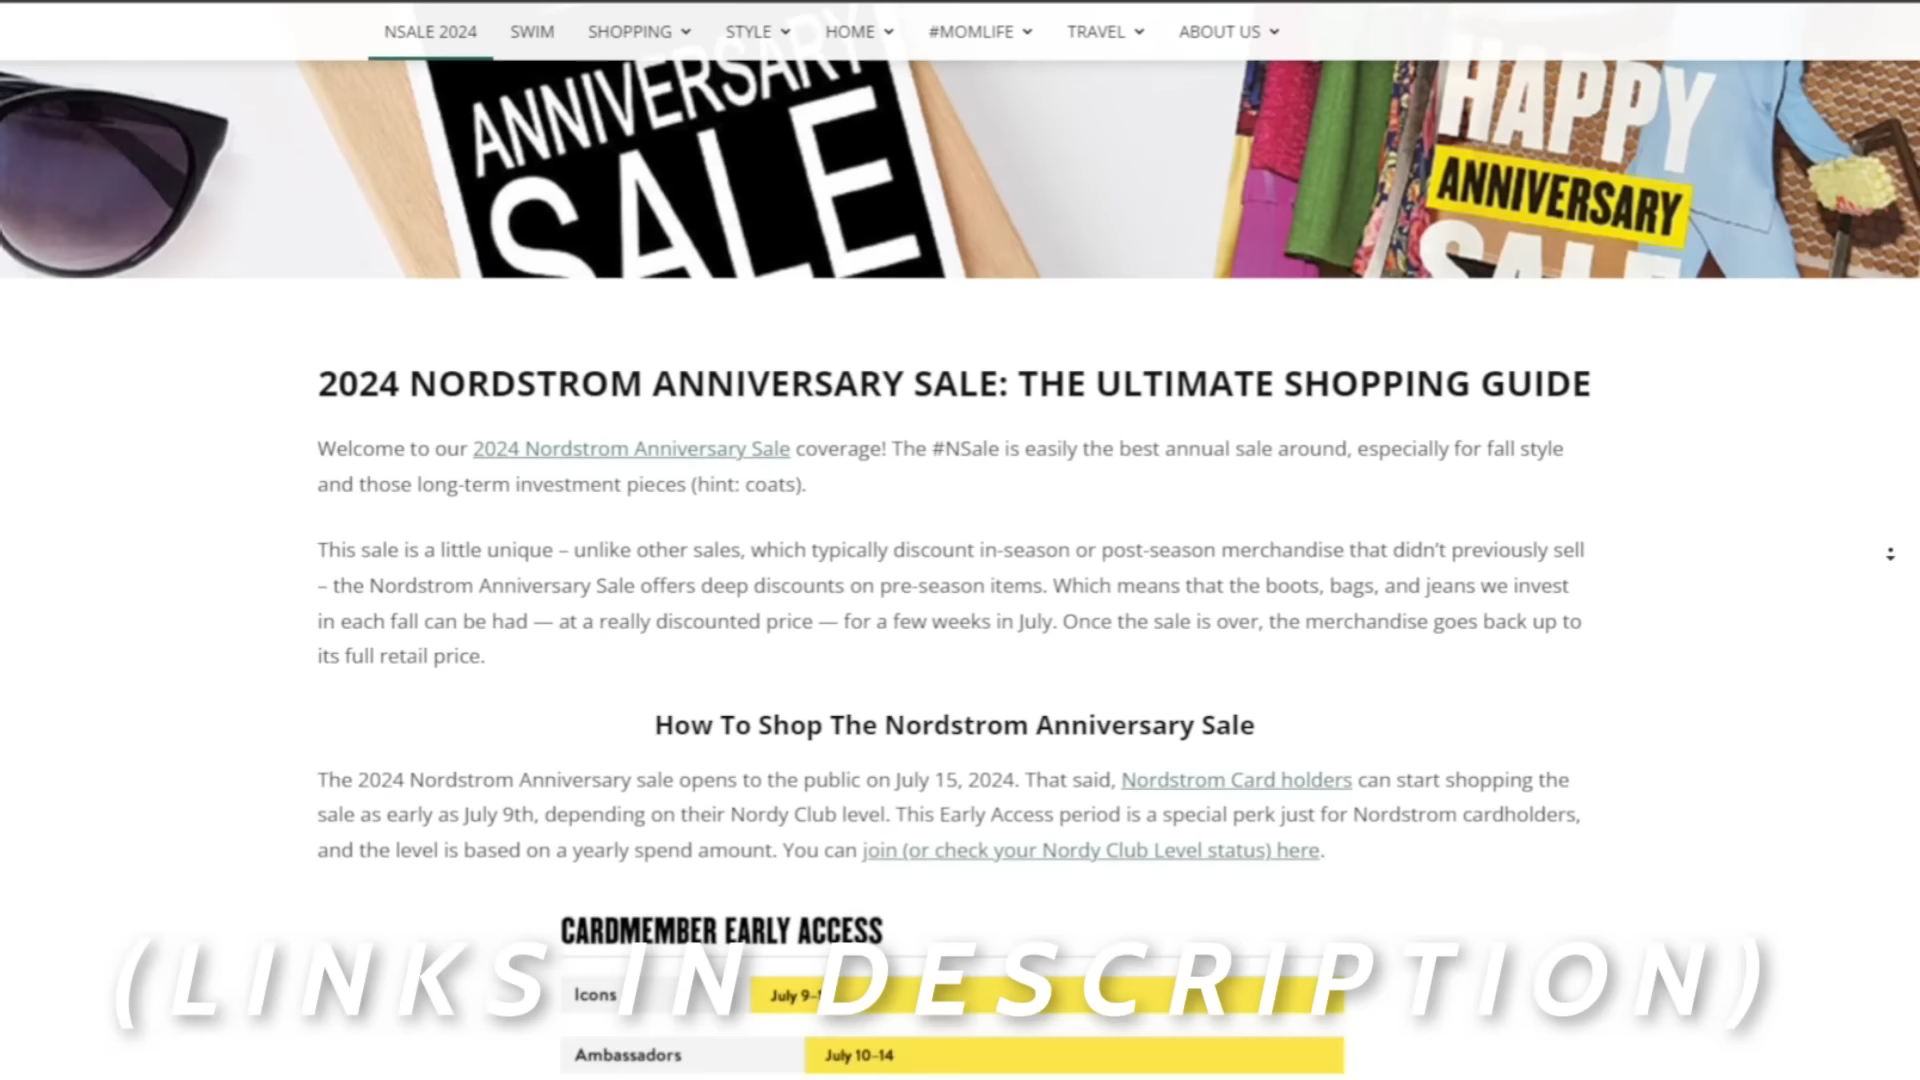 NSALE 2024 SWIM SHOPPING STYLE HOME #MOMLIFE TRAVEL ABOUT US
ANNIVERSARY
SALE
HAPPY
ANNIVERSARY
SALE
2024 NORDSTROM ANNIVERSARY SALE: THE ULTIMATE SHOPPING GUIDE
Welcome to our 2024 Nordstrom Anniversary Sale coverage! The #NSale is easily the best annual sale around, especially for fall style
and those long-term investment pieces (hint: coats).
This sale is a little unique – unlike other sales, which typically discount in-season or post-season merchandise that didn't previously sell
– the Nordstrom Anniversary Sale offers deep discounts on pre-season items. Which means that the boots, bags, and jeans we invest
in each fall can be had — at a really discounted price — for a few weeks in July. Once the sale is over, the merchandise goes back up to
its full retail price.
How To Shop The Nordstrom Anniversary Sale
The 2024 Nordstrom Anniversary sale opens to the public on July 15, 2024. That said, Nordstrom Card holders can start shopping the
sale as early as July 9th, depending on their Nordy Club level. This Early Access period is a special perk just for Nordstrom cardholders,
and the level is based on a yearly spend amount. You can join (or check your Nordy Club Level status) here.
CARDMEMBER EARLY ACCESS
(LINKS IN DESCRIPTION)
Icons July 9–
Ambassadors July 10–14